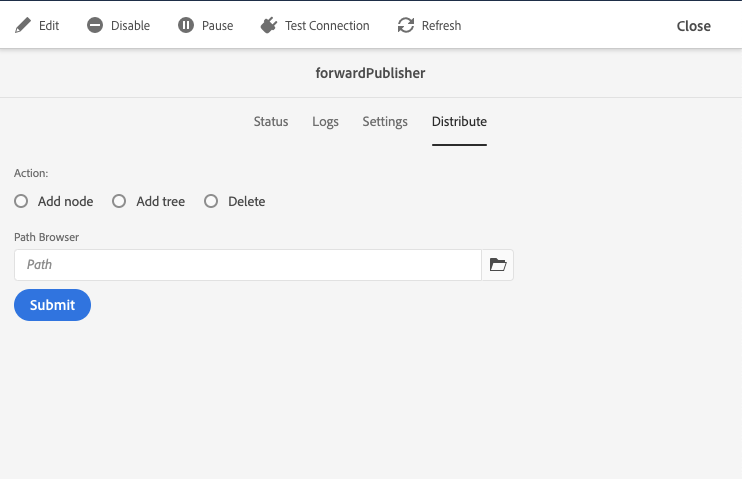 Edit Disable Pause Test Connection Refresh Close
forwardPublisher
Status Logs Settings Distribute
Action:
Add node Add tree Delete
Path Browser
Path
Submit